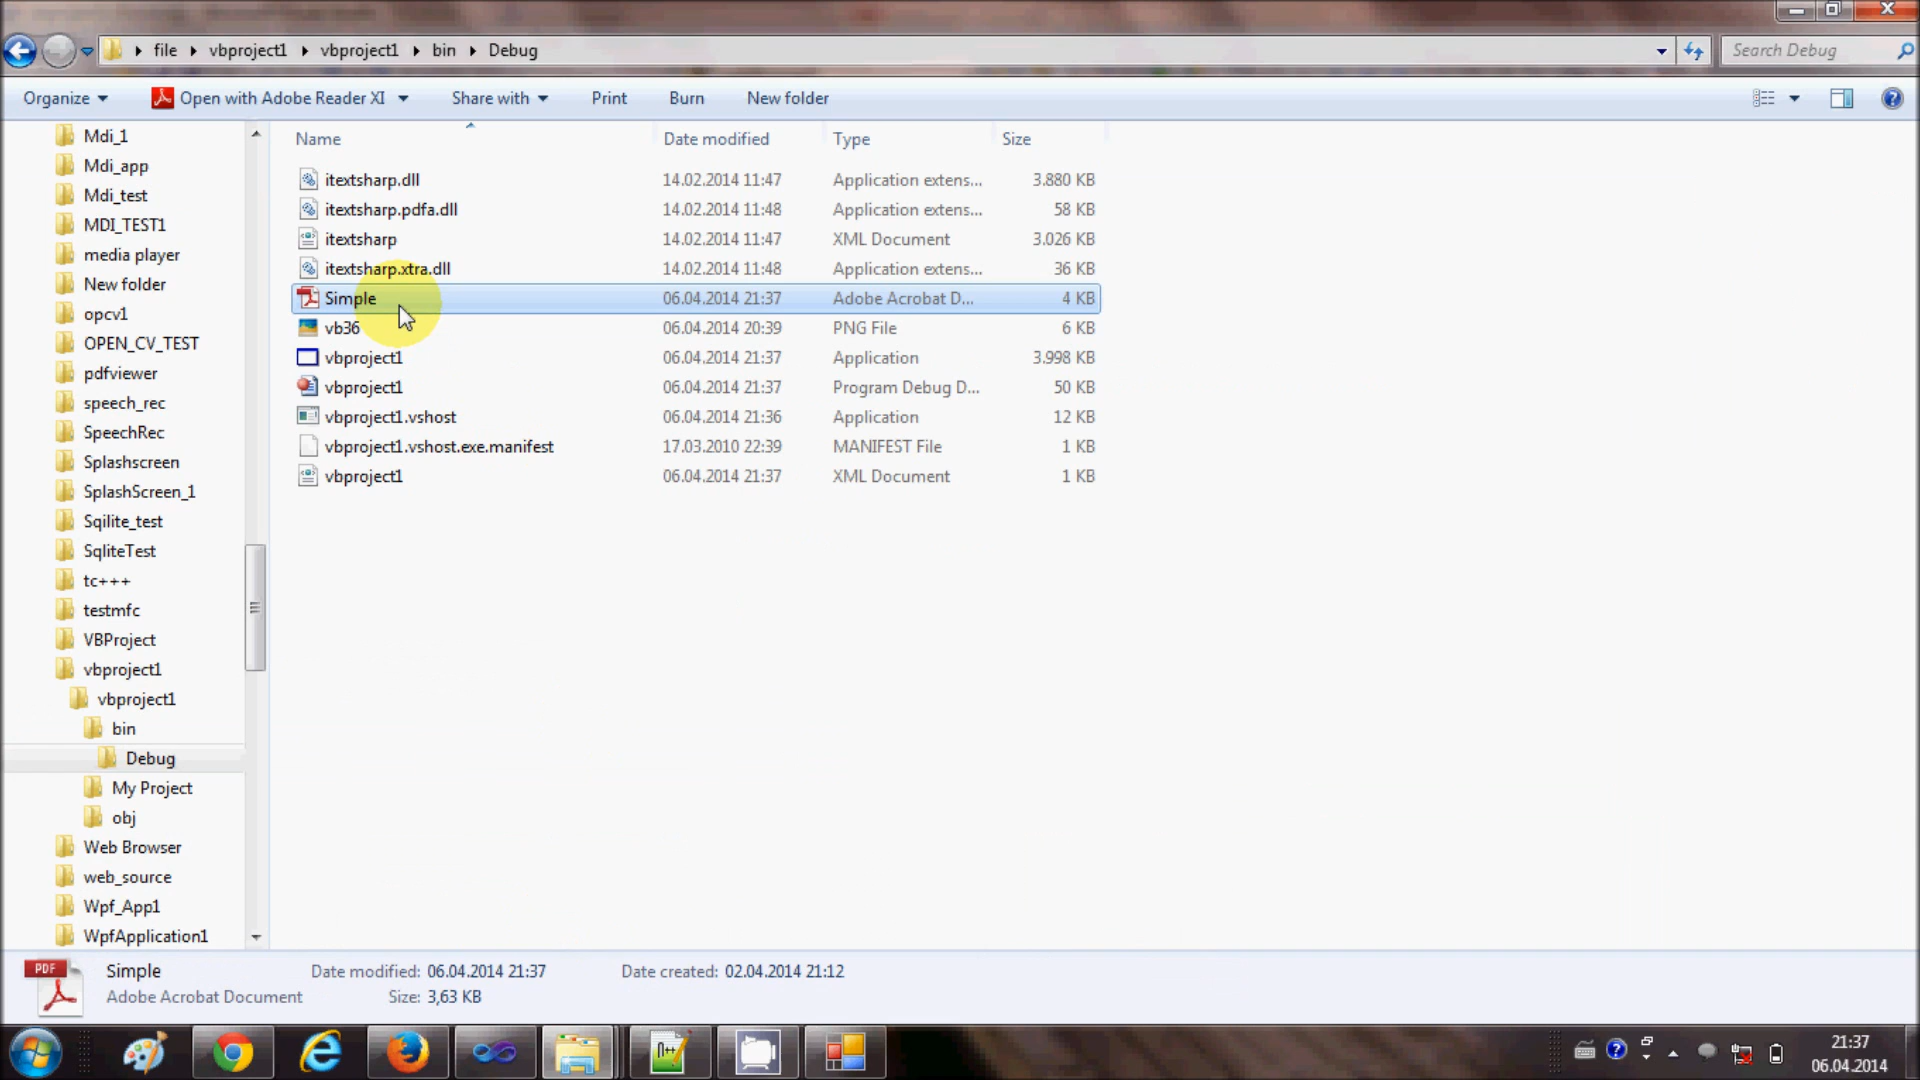 file vbproject1 vbproject1 bin Debug
Search Debug
Organize Open with Adobe Reader XI Share with Print Burn New folder
Mdi_1
Mdi_app
Mdi_test
MDI_TEST1
media player
New folder
opcv1
OPEN_CV_TEST
pdfviewer
speech_rec
SpeechRec
Splashscreen
SplashScreen_1
Sqilite_test
SqliteTest
tc+++
testmfc
VBProject
vbproject1
vbproject1
bin
Debug
My Project
obj
Web Browser
web_source
Wpf_App1
WpfApplication1
Name Date modified Type Size
itextsharp.dll 14.02.2014 11:47 Application extens... 3.880 KB
itextsharp.pdfa.dll 14.02.2014 11:48 Application extens... 58 KB
itextsharp 14.02.2014 11:47 XML Document 3.026 KB
itextsharp.xtra.dll 14.02.2014 11:48 Application extens... 36 KB
Simple 06.04.2014 21:37 Adobe Acrobat D... 4 KB
vb36 06.04.2014 20:39 PNG File 6 KB
vbproject1 06.04.2014 21:37 Application 3.998 KB
vbproject1 06.04.2014 21:37 Program Debug D... 50 KB
vbproject1.vshost 06.04.2014 21:36 Application 12 KB
vbproject1.vshost.exe.manifest 17.03.2010 22:39 MANIFEST File 1 KB
vbproject1 06.04.2014 21:37 XML Document 1 KB
PDF
Simple Date modified: 06.04.2014 21:37 Date created: 02.04.2014 21:12
Adobe Acrobat Document Size: 3,63 KB
21:37
06.04.2014